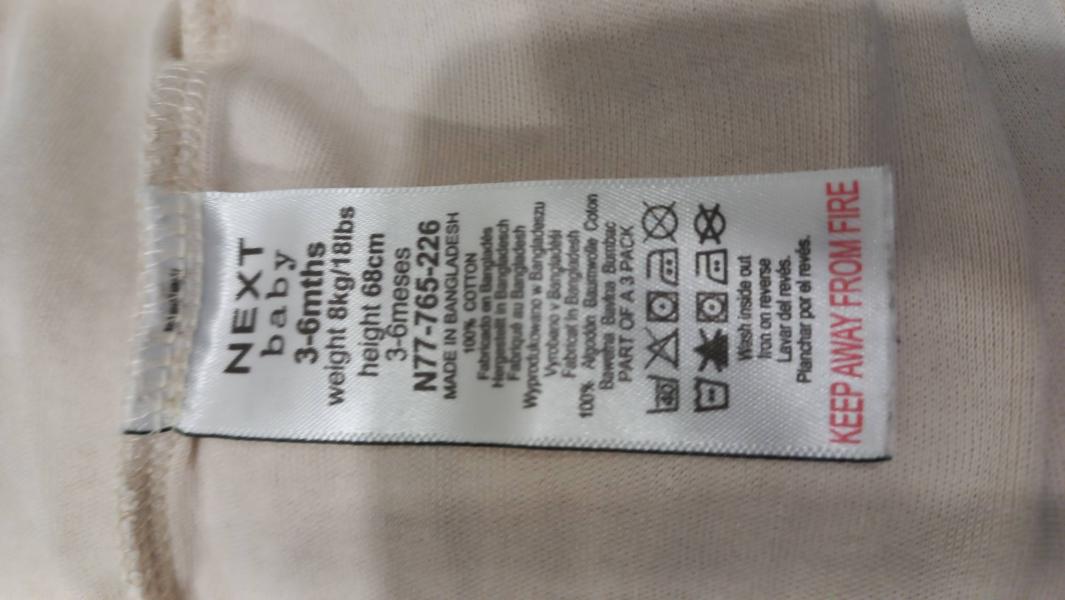 NEXT
baby
3-6mths
weight 8kg/18lbs
height 68cm
3-6meses
N77-765-226
MADE IN BANGLADESH
100% COTTON
Fabricado en Bangladés
Hergestellt in Bangladesch
Fabriqué au Bangladesh
Wyprodukowano w Bangladeszu
Vyrobeno v Bangladéši
Fabricat în Bangladesh
100% Algodón Baumwolle Coton
Bawełna Bavlna Bumbac
PART OF A 3 PACK
Wash inside out
Iron on reverse
Lavar del revés.
Planchar por el revés.
KEEP AWAY FROM FIRE